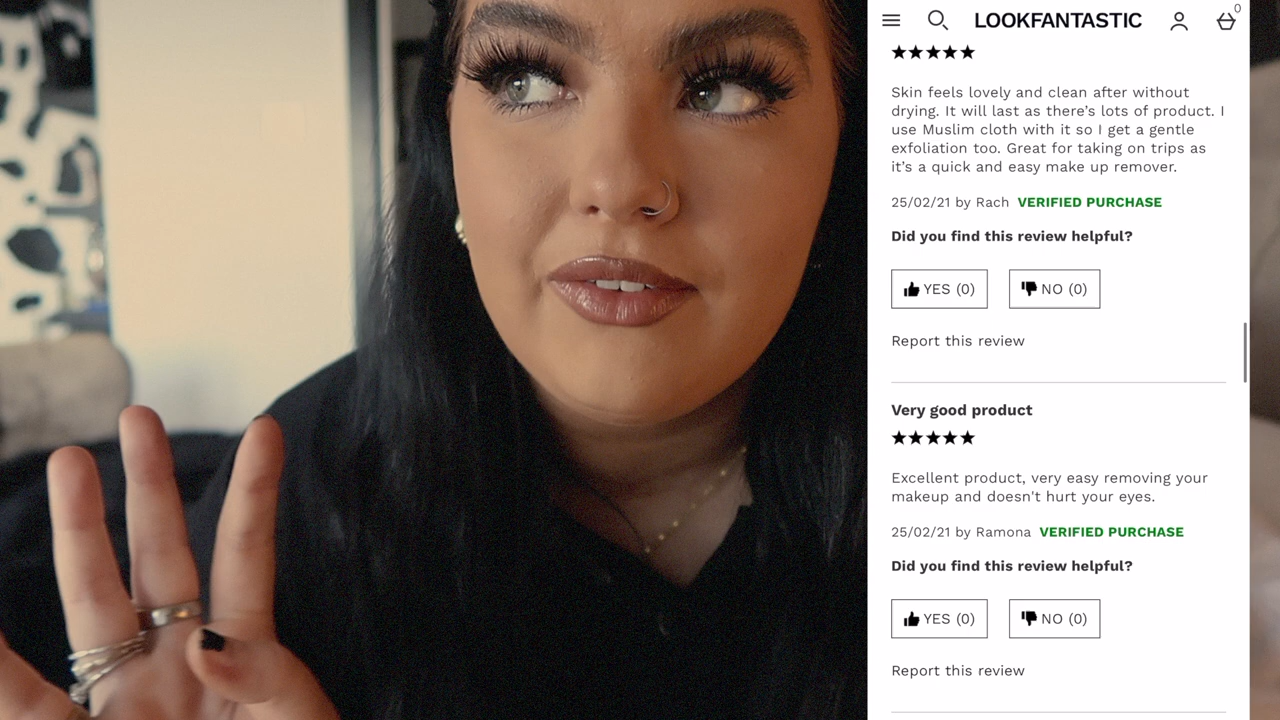 LOOKFANTASTIC
0
Skin feels lovely and clean after without
drying. It will last as there’s lots of product. I
use Muslim cloth with it so I get a gentle
exfoliation too. Great for taking on trips as
it’s a quick and easy make up remover.
25/02/21 by Rach VERIFIED PURCHASE
Did you find this review helpful?
YES (0) NO (0)
Report this review
Very good product
Excellent product, very easy removing your
makeup and doesn't hurt your eyes.
25/02/21 by Ramona VERIFIED PURCHASE
Did you find this review helpful?
YES (0) NO (0)
Report this review